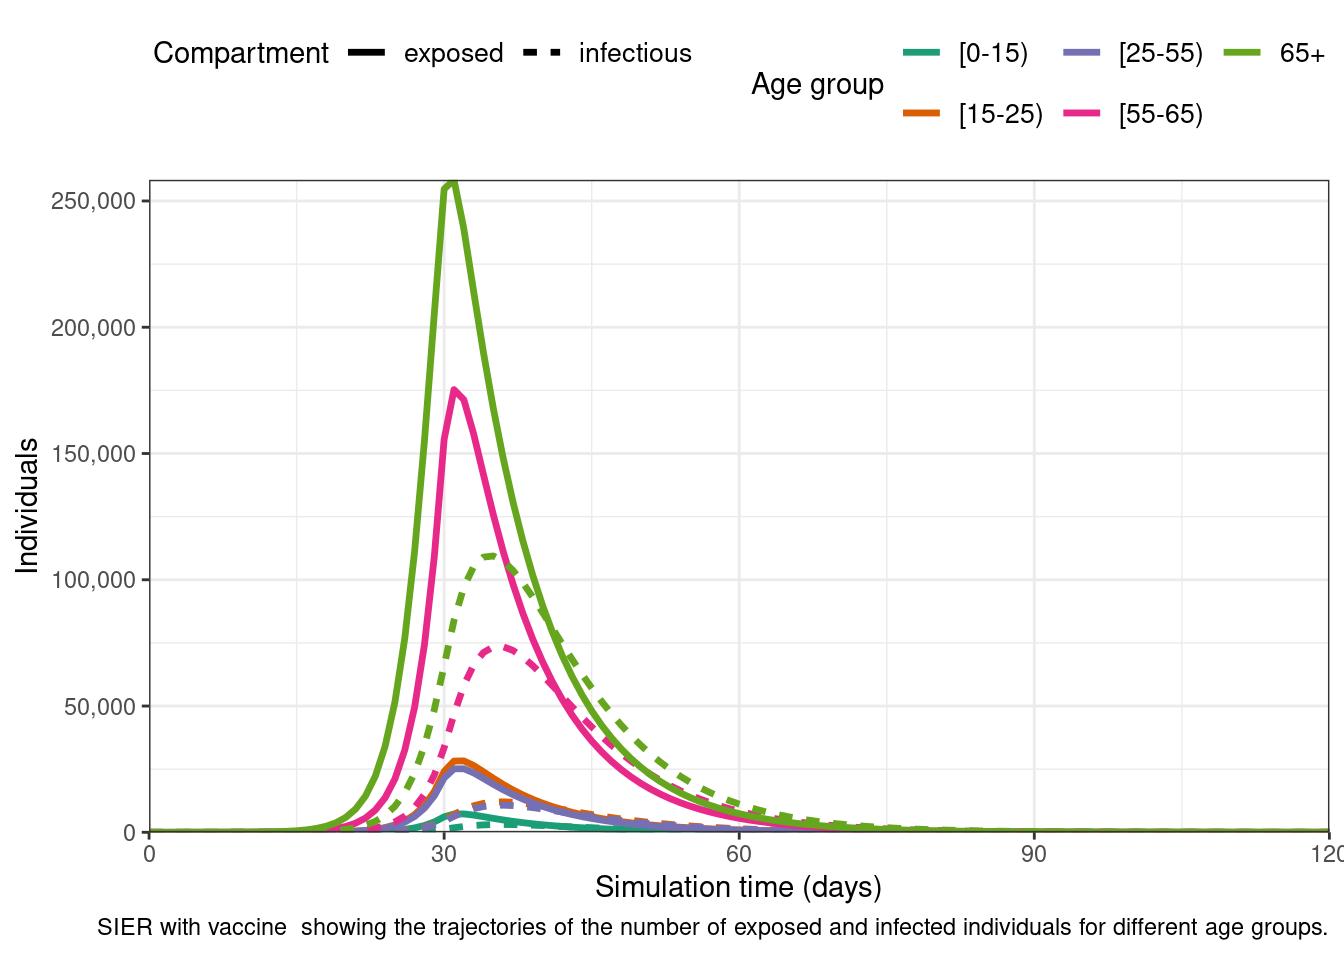 Compartment exposed infectious
Age group
[0-15) [25-55) 65+
[15-25) [55-65)
250,000
200,000
150,000
100,000
50,000
0
Individuals
0 30 60 90 120
Simulation time (days)
SIER with vaccine  showing the trajectories of the number of exposed and infected individuals for different age groups.